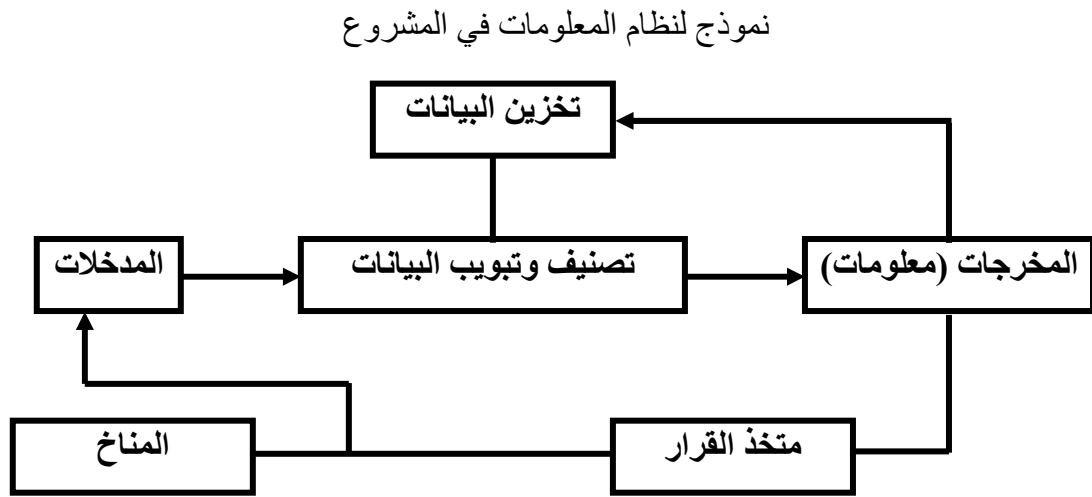 نموذج لنظام المعلومات في المشروع
تخزين البيانات
المخرجات (معلومات)
تصنيف وتبويب البيانات
المدخلات
متخذ القرار
المناخ